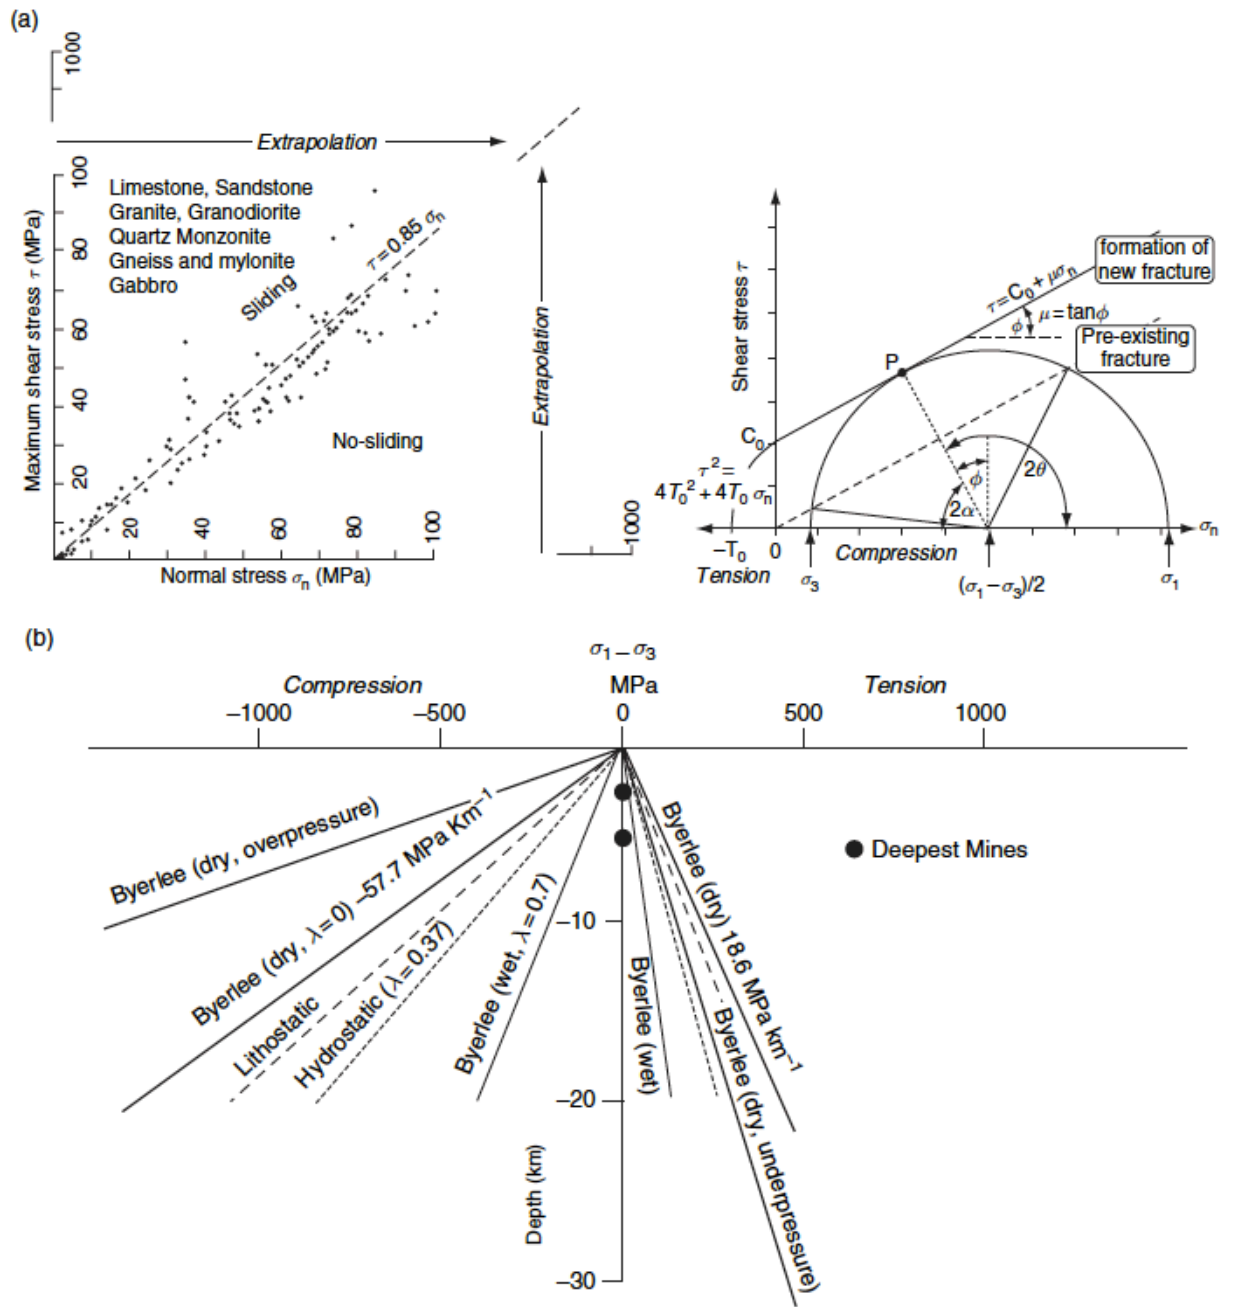 (a)
1000
Extrapolation
100
80
60
40
20
Maximum shear stress τ (MPa)
Limestone, Sandstone
Granite, Granodiorite
Quartz Monzonite
Gneiss and mylonite
Gabbro
Sliding
τ=0.85 σn
No-sliding
20
40
60
80
100
Normal stress σn (MPa)
Extrapolation
1000
Shear stress τ
formation of
new fracture
τ=C0+μσn
ϕ
μ=tanϕ
Pre-existing
fracture
P
C0
τ²=
4T0²+4T0 σn
ϕ
2θ
2α
σn
−T0
0
Compression
Tension
σ3
(σ1−σ3)/2
σ1
(b)
σ1−σ3
Compression
MPa
Tension
−1000
−500
0
500
1000
Byerlee (dry, overpressure)
Byerlee (dry, λ=0) −57.7 MPa Km⁻¹
Lithostatic
Hydrostatic (λ=0.37)
Byerlee (wet, λ=0.7)
Byerlee (wet)
Byerlee (dry) 18.6 MPa km⁻¹
Byerlee (dry, underpressure)
Deepest Mines
−10
−20
−30
Depth (km)